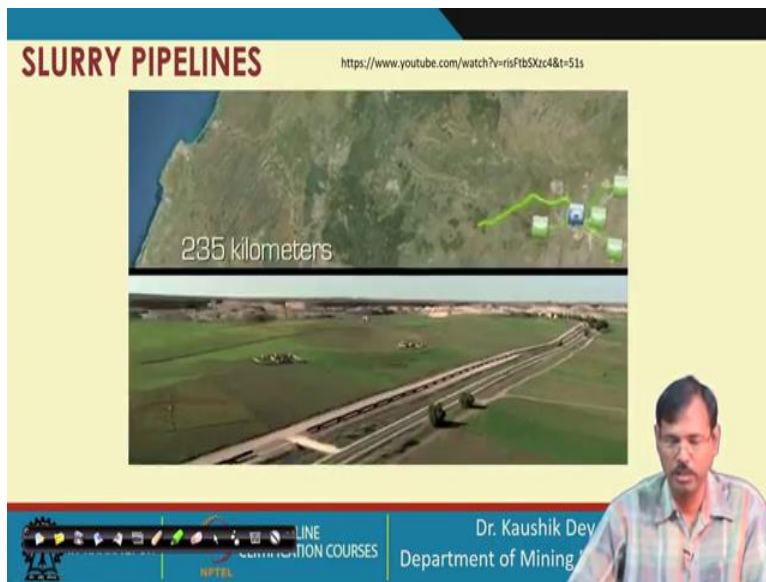 SLURRY PIPELINES
https://www.youtube.com/watch?v=risFtbSXzc4&t=51s
235 kilometers
LINE
CERTIFICATION COURSES
NPTEL
Dr. Kaushik Dey
Department of Mining